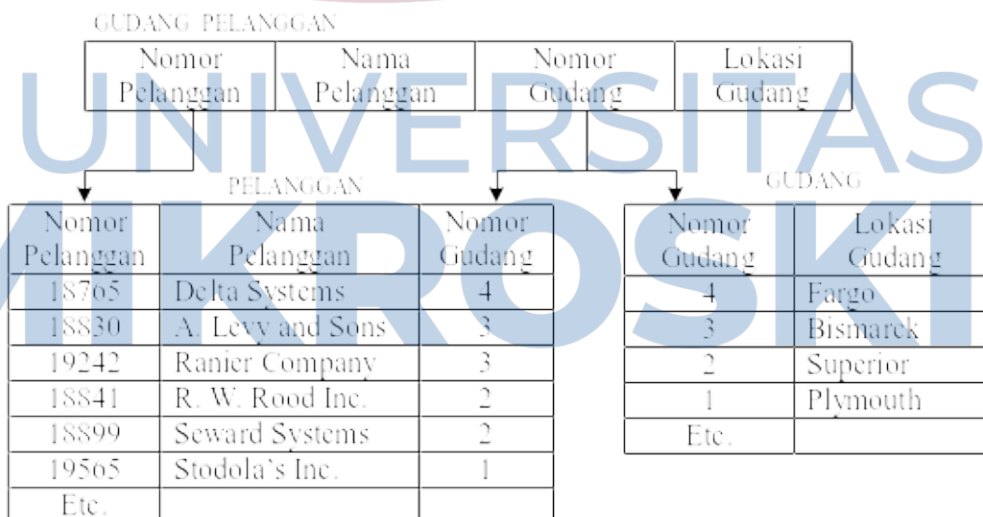 GUDANG PELANGGAN
Nomor Pelanggan Nama Pelanggan Nomor Gudang Lokasi Gudang
PELANGGAN
Nomor Pelanggan Nama Pelanggan Nomor Gudang
18765 Delta Systems 4
18830 A. Levy and Sons 3
19242 Ranier Company 3
18841 R. W. Rood Inc. 2
18899 Seward Systems 2
19565 Stodola's Inc. 1
Etc.
GUDANG
Nomor Gudang Lokasi Gudang
4 Fargo
3 Bismarck
2 Superior
1 Plymouth
Etc.
UNIVERSITAS
MIKROSKI